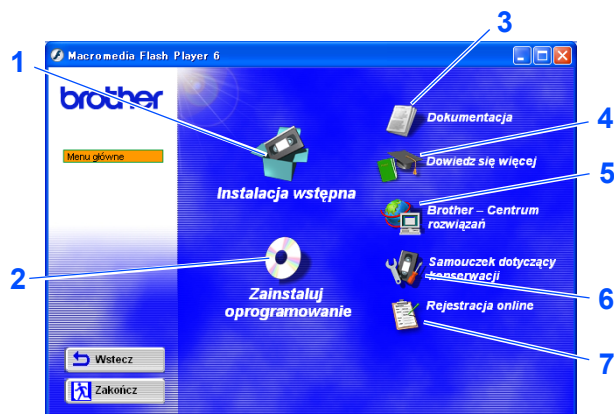 3
Macromedia Flash Player 6
1
brother
4
Dokumentacja
Menu główne
Dowiedz się więcej
5
Instalacja wstępna
Brother – Centrum
rozwiązań
2
Samouczek dotyczący
konserwacji
6
Zainstaluj
oprogramowanie
Rejestracja online
7
Wstecz
Zakończ